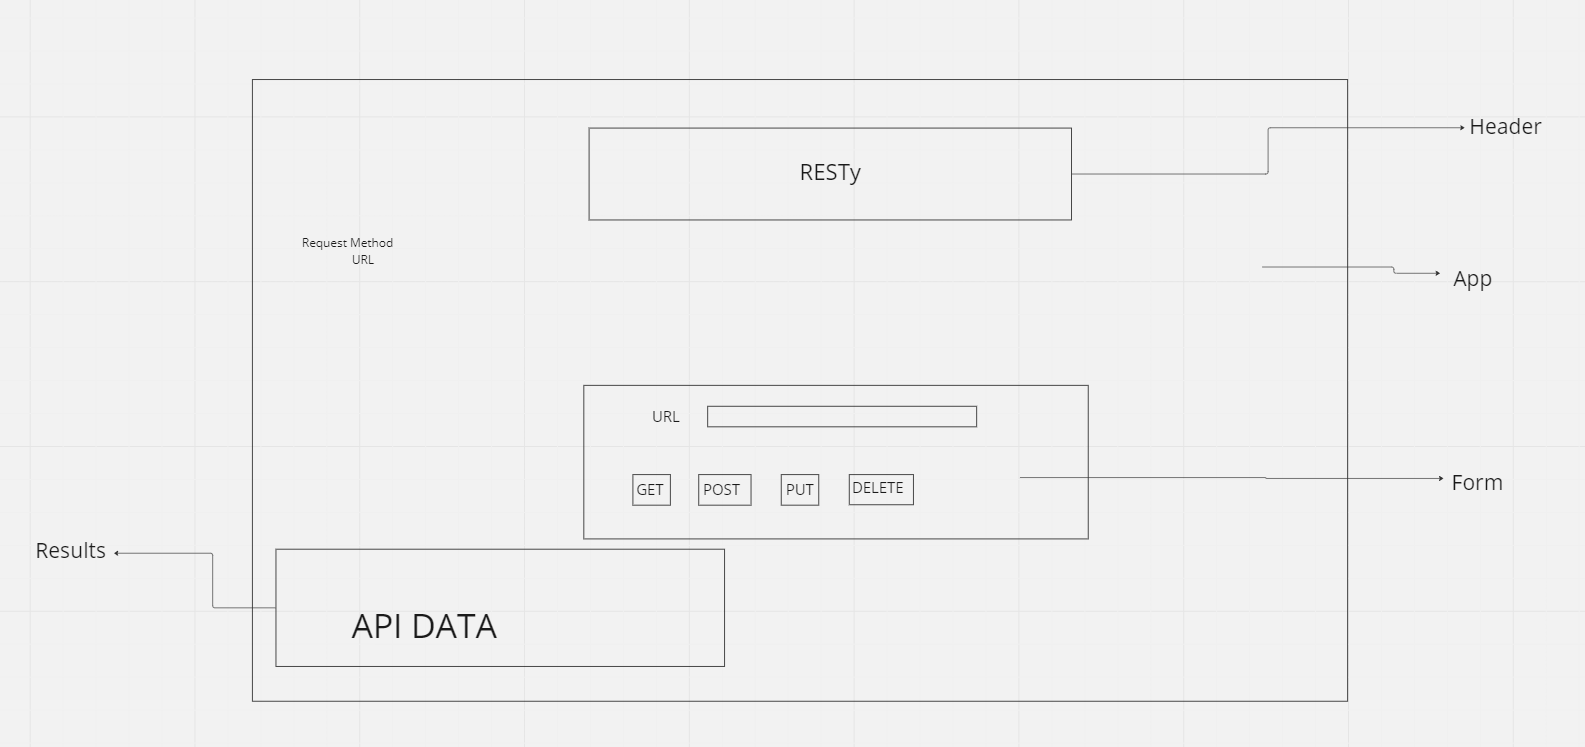 Header
RESTy
Request Method
URL
App
URL
GET
POST
PUT
DELETE
Form
Results
API DATA